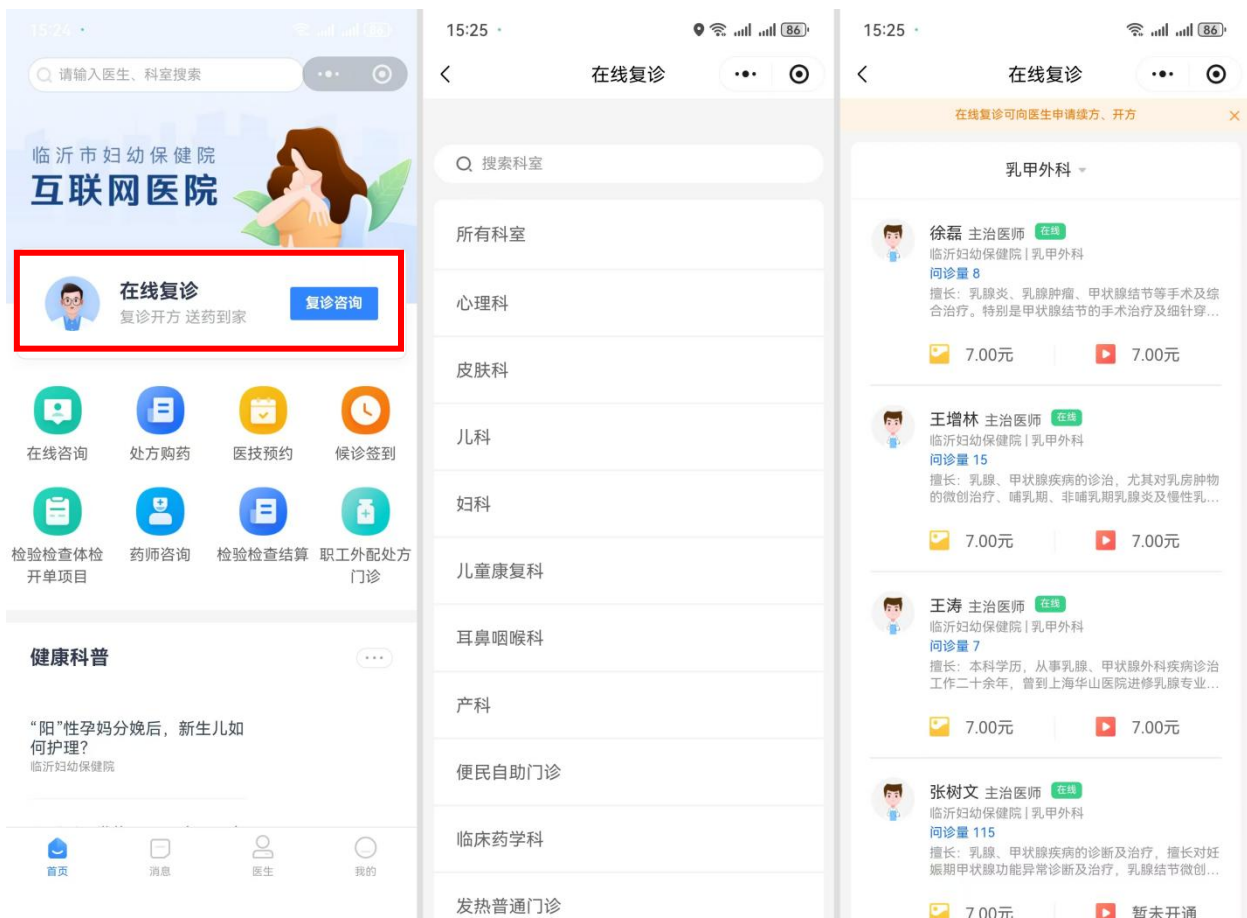 15:24
86
请输入医生、科室搜索
临沂市妇幼保健院
互联网医院
在线复诊
复诊开方 送药到家
复诊咨询
在线咨询
处方购药
医技预约
候诊签到
检验检查体检
开单项目
药师咨询
检验检查结算
职工外配处方
门诊
健康科普
“阳”性孕妈分娩后，新生儿如
何护理？
临沂妇幼保健院
首页
消息
医生
我的
15:25
86
在线复诊
搜索科室
所有科室
心理科
皮肤科
儿科
妇科
儿童康复科
耳鼻咽喉科
产科
便民自助门诊
临床药学科
发热普通门诊
15:25
86
在线复诊
在线复诊可向医生申请续方、开方
乳甲外科
徐磊 主治医师 在线
临沂妇幼保健院 | 乳甲外科
问诊量 8
擅长：乳腺炎、乳腺肿瘤、甲状腺结节等手术及综
合治疗。特别是甲状腺结节的手术治疗及细针穿...
7.00元 7.00元
王增林 主治医师 在线
临沂妇幼保健院 | 乳甲外科
问诊量 15
擅长：乳腺、甲状腺疾病的诊治，尤其对乳房肿物
的微创治疗、哺乳期、非哺乳期乳腺炎及慢性乳...
7.00元 7.00元
王涛 主治医师 在线
临沂妇幼保健院 | 乳甲外科
问诊量 7
擅长：本科学历，从事乳腺、甲状腺外科疾病诊治
工作二十余年，曾到上海华山医院进修乳腺专业...
7.00元 7.00元
张树文 主治医师 在线
临沂妇幼保健院 | 乳甲外科
问诊量 115
擅长：乳腺、甲状腺疾病的诊断及治疗，擅长对妊
娠期甲状腺功能异常诊断及治疗，乳腺结节微创...
7.00元 暂未开通